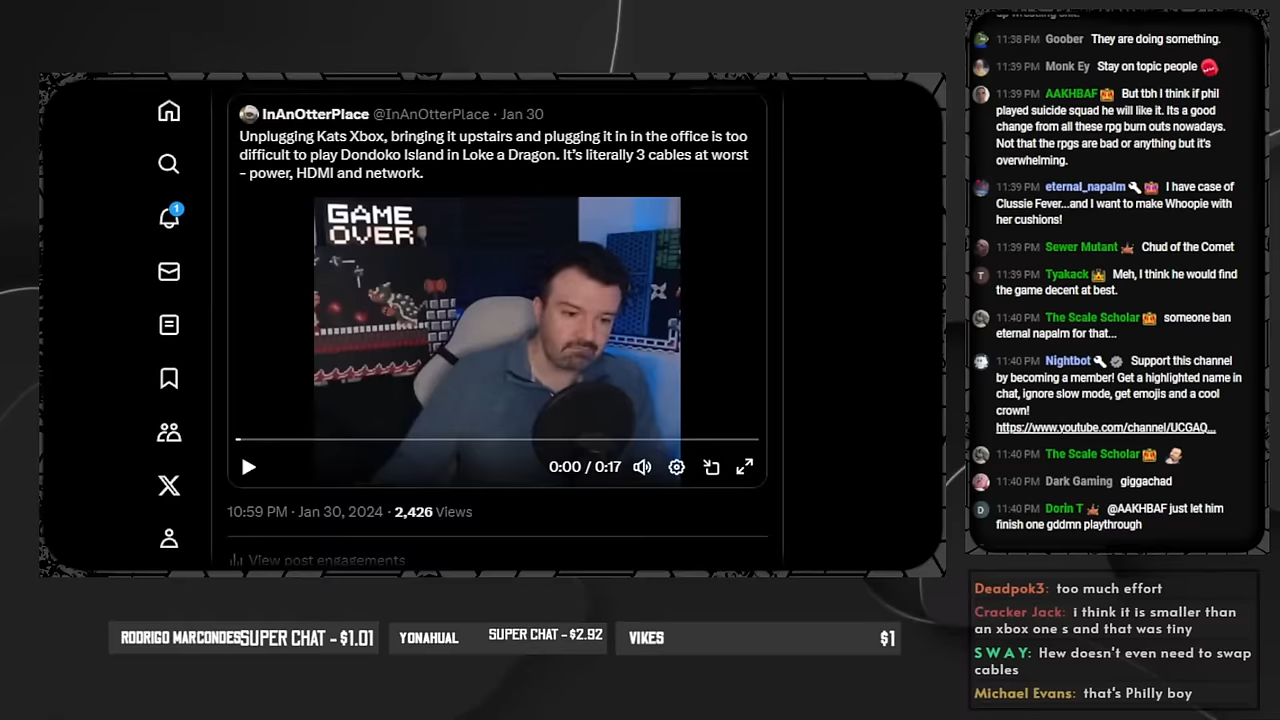 InAnOtterPlace @InAnOtterPlace · Jan 30
Unplugging Kats Xbox, bringing it upstairs and plugging it in in the office is too
difficult to play Dondoko Island in Loke a Dragon. It's literally 3 cables at worst
- power, HDMI and network.
GAME
OVER
0:00 / 0:17
1
10:59 PM · Jan 30, 2024 · 2,426 Views
View post engagements
RODRIGO MARCONDES SUPER CHAT - $1.01
YONAHUAL SUPER CHAT - $2.92
VIKES $1
up wrestling shit.
11:38 PM Goober They are doing something.
11:39 PM Monk Ey Stay on topic people
11:39 PM AAKHBAF But tbh I think if phil
played suicide squad he will like it. Its a good
change from all these rpg burn outs nowadays.
Not that the rpgs are bad or anything but it's
overwhelming.
11:39 PM eternal_napalm I have case of
Clussie Fever...and I want to make Whoopie with
her cushions!
11:39 PM Sewer Mutant Chud of the Comet
T 11:39 PM Tyakack Meh, I think he would find
the game decent at best.
11:40 PM The Scale Scholar someone ban
eternal napalm for that...
11:40 PM Nightbot Support this channel
by becoming a member! Get a highlighted name in
chat, ignore slow mode, get emojis and a cool
crown!
https://www.youtube.com/channel/UCGAQ...
11:40 PM The Scale Scholar
11:40 PM Dark Gaming giggachad
D 11:40 PM Dorin T @AAKHBAF just let him
finish one gddmn playthrough
Deadpok3: too much effort
Cracker Jack: i think it is smaller than
an xbox one s and that was tiny
S W A Y: Hew doesn't even need to swap
cables
Michael Evans: that's Philly boy